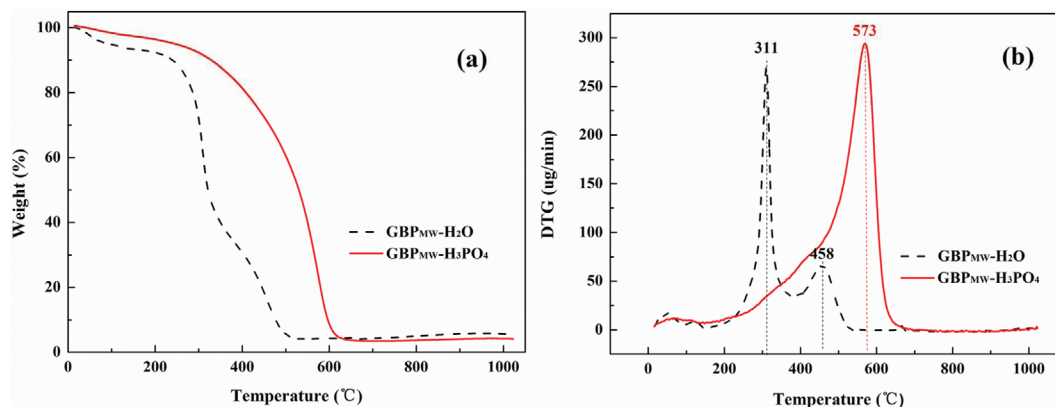 (a)
100
80
60
40
20
0
Weight (%)
GBPMW-H2O
GBPMW-H3PO4
0 200 400 600 800 1000
Temperature (℃)
(b)
573
311
458
300
250
200
150
100
50
0
DTG (ug/min)
GBPMW-H2O
GBPMW-H3PO4
0 200 400 600 800 1000
Temperature (℃)